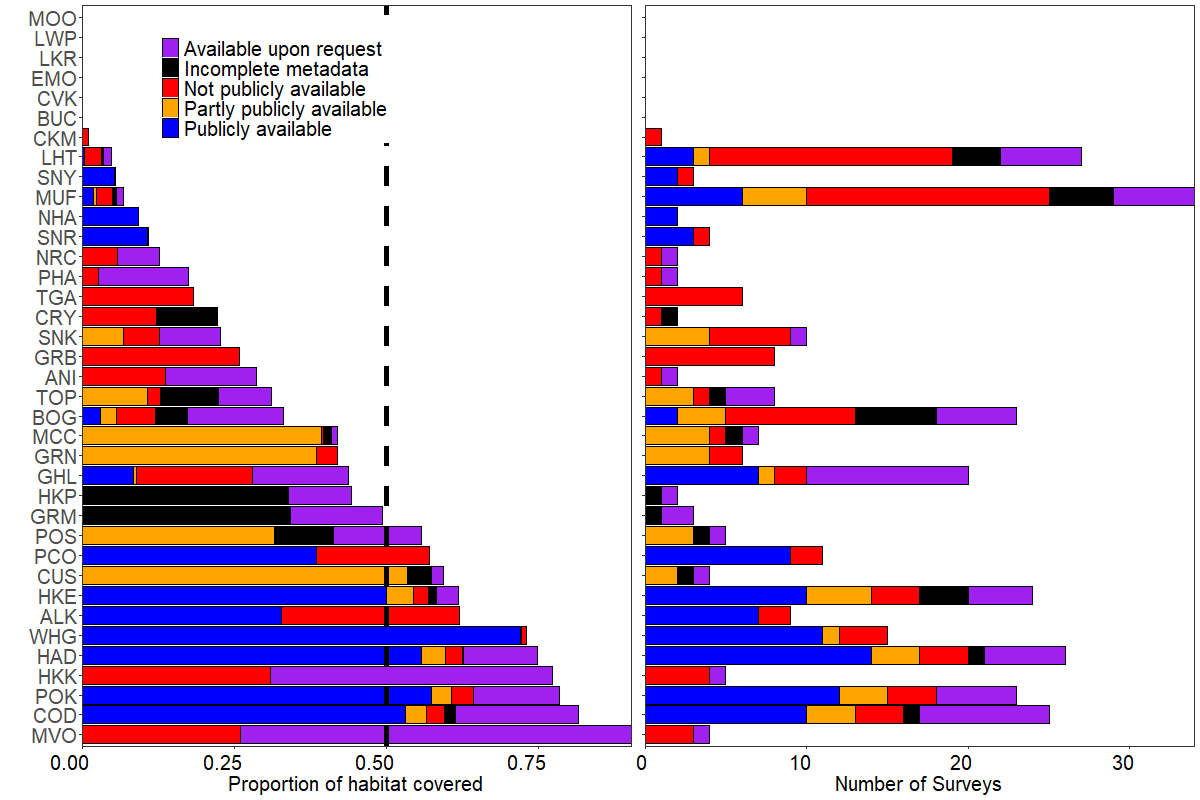 MOO
LWP
LKR
EMO
CVK
BUC
CKM
LHT
SNY
MUF
NHA
SNR
NRC
PHA
TGA
CRY
SNK
GRB
ANI
TOP
BOG
MCC
GRN
GHL
HKP
GRM
POS
PCO
CUS
HKE
ALK
WHG
HAD
HKK
POK
COD
MVO
Available upon request
Incomplete metadata
Not publicly available
Partly publicly available
Publicly available
0.00 0.25 0.50 0.75
Proportion of habitat covered
0 10 20 30
Number of Surveys